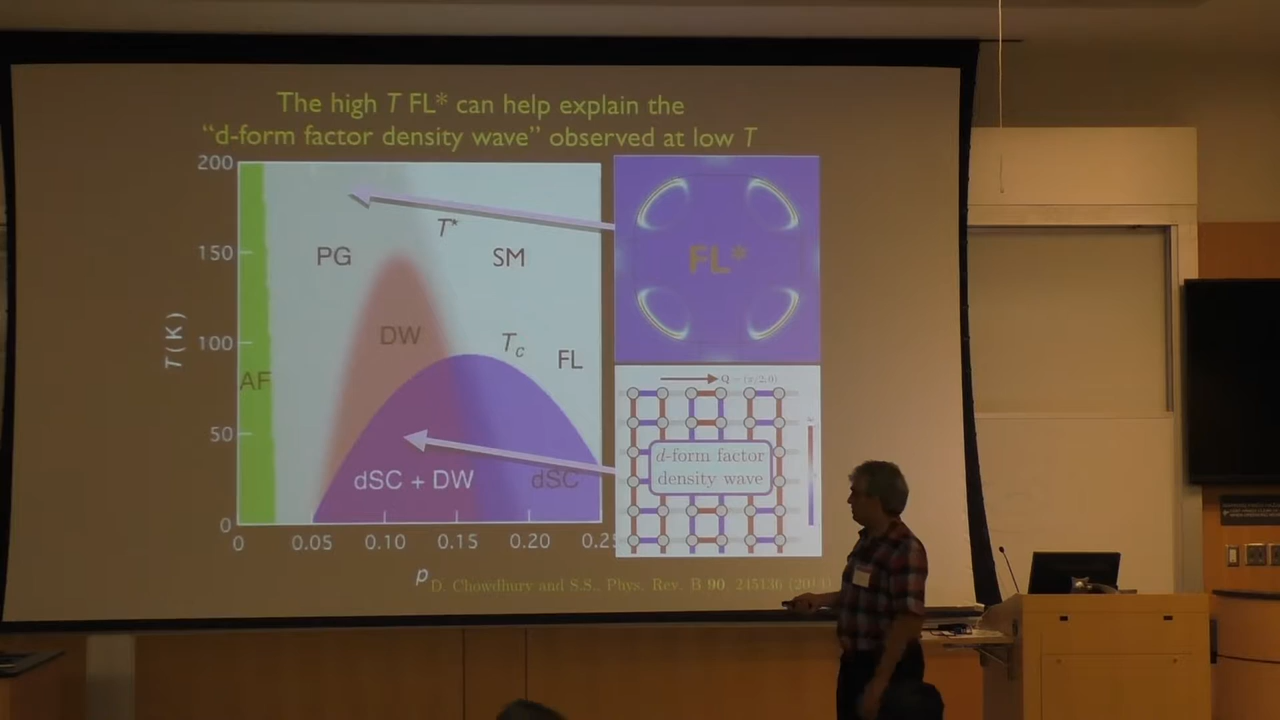 The high T FL* can help explain the
“d-form factor density wave” observed at low T
200
150
100
50
0
T(K)
AF
PG
T*
SM
DW
Tc
FL
dSC + DW
dSC
0
0.05
0.10
0.15
0.20
0.25
p
FL*
Q = (π/2, 0)
d-form factor
density wave
D. Chowdhury and S.S., Phys. Rev. B 90, 245136 (2014)